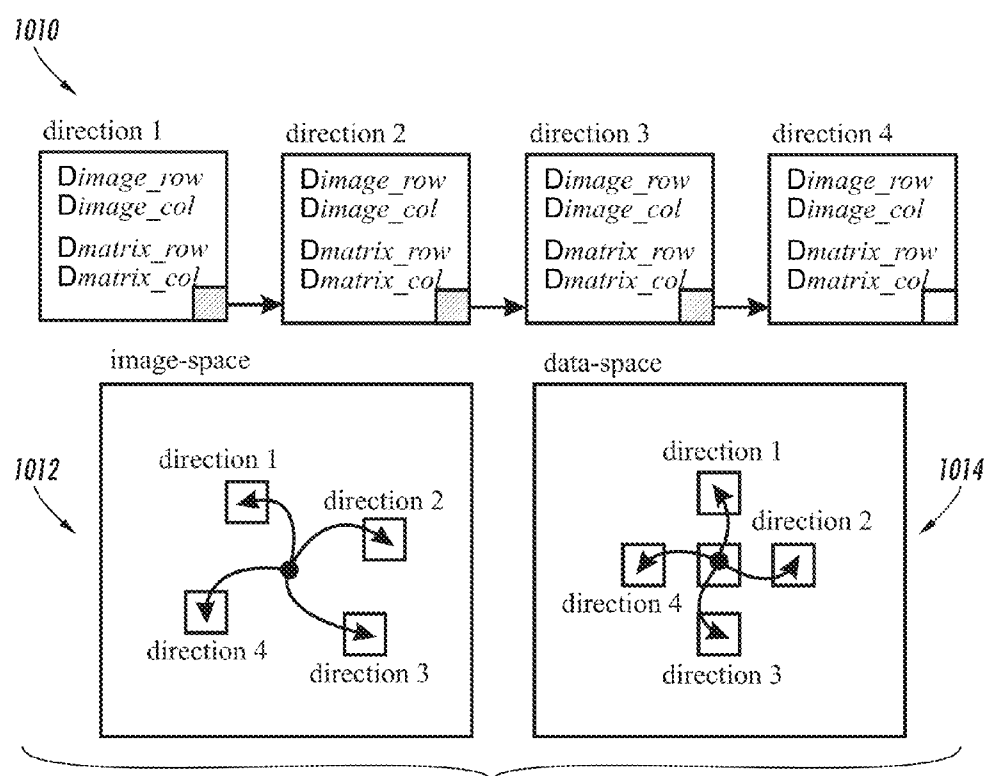 1010
direction 1 direction 2 direction 3 direction 4
Dimage_row Dimage_row Dimage_row Dimage_row
Dimage_col Dimage_col Dimage_col Dimage_col
Dmatrix_row Dmatrix_row Dmatrix_row Dmatrix_row
Dmatrix_col Dmatrix_col Dmatrix_col Dmatrix_col
image-space data-space
1012
direction 1
direction 2
direction 4
direction 3
1014
direction 1
direction 2
direction 4
direction 3